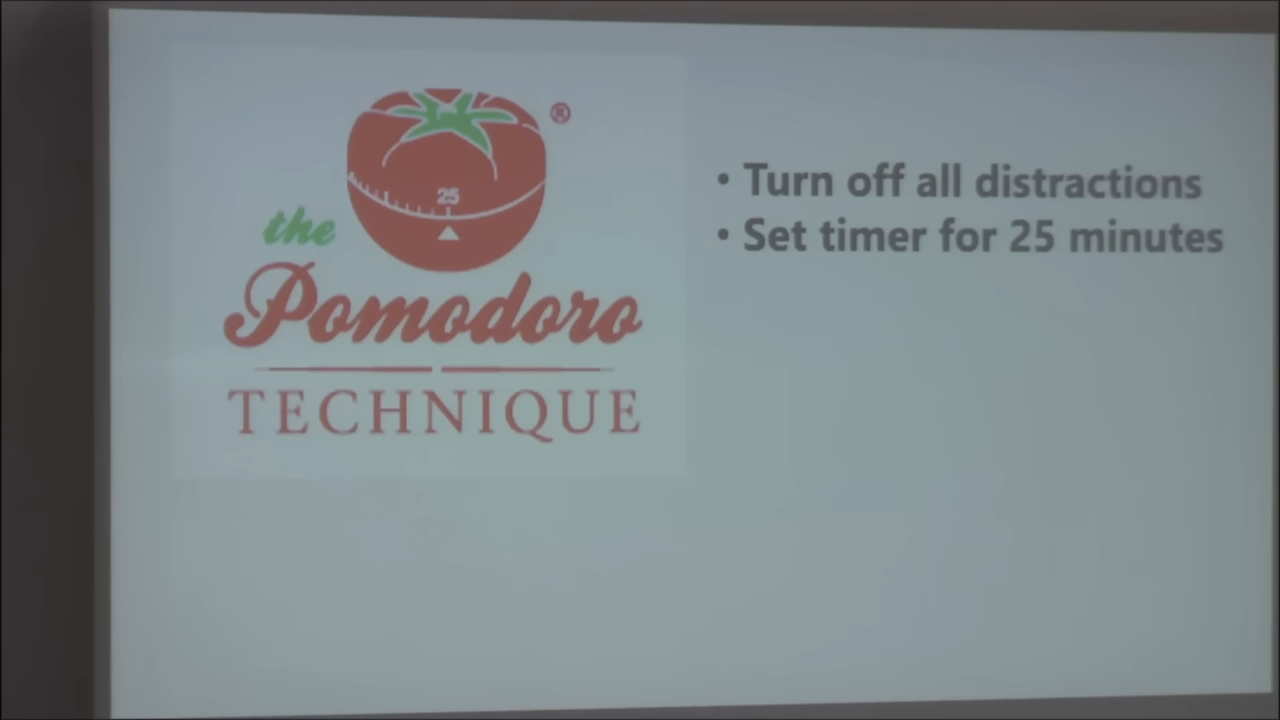 25
®
the
Pomodoro
TECHNIQUE
• Turn off all distractions
• Set timer for 25 minutes